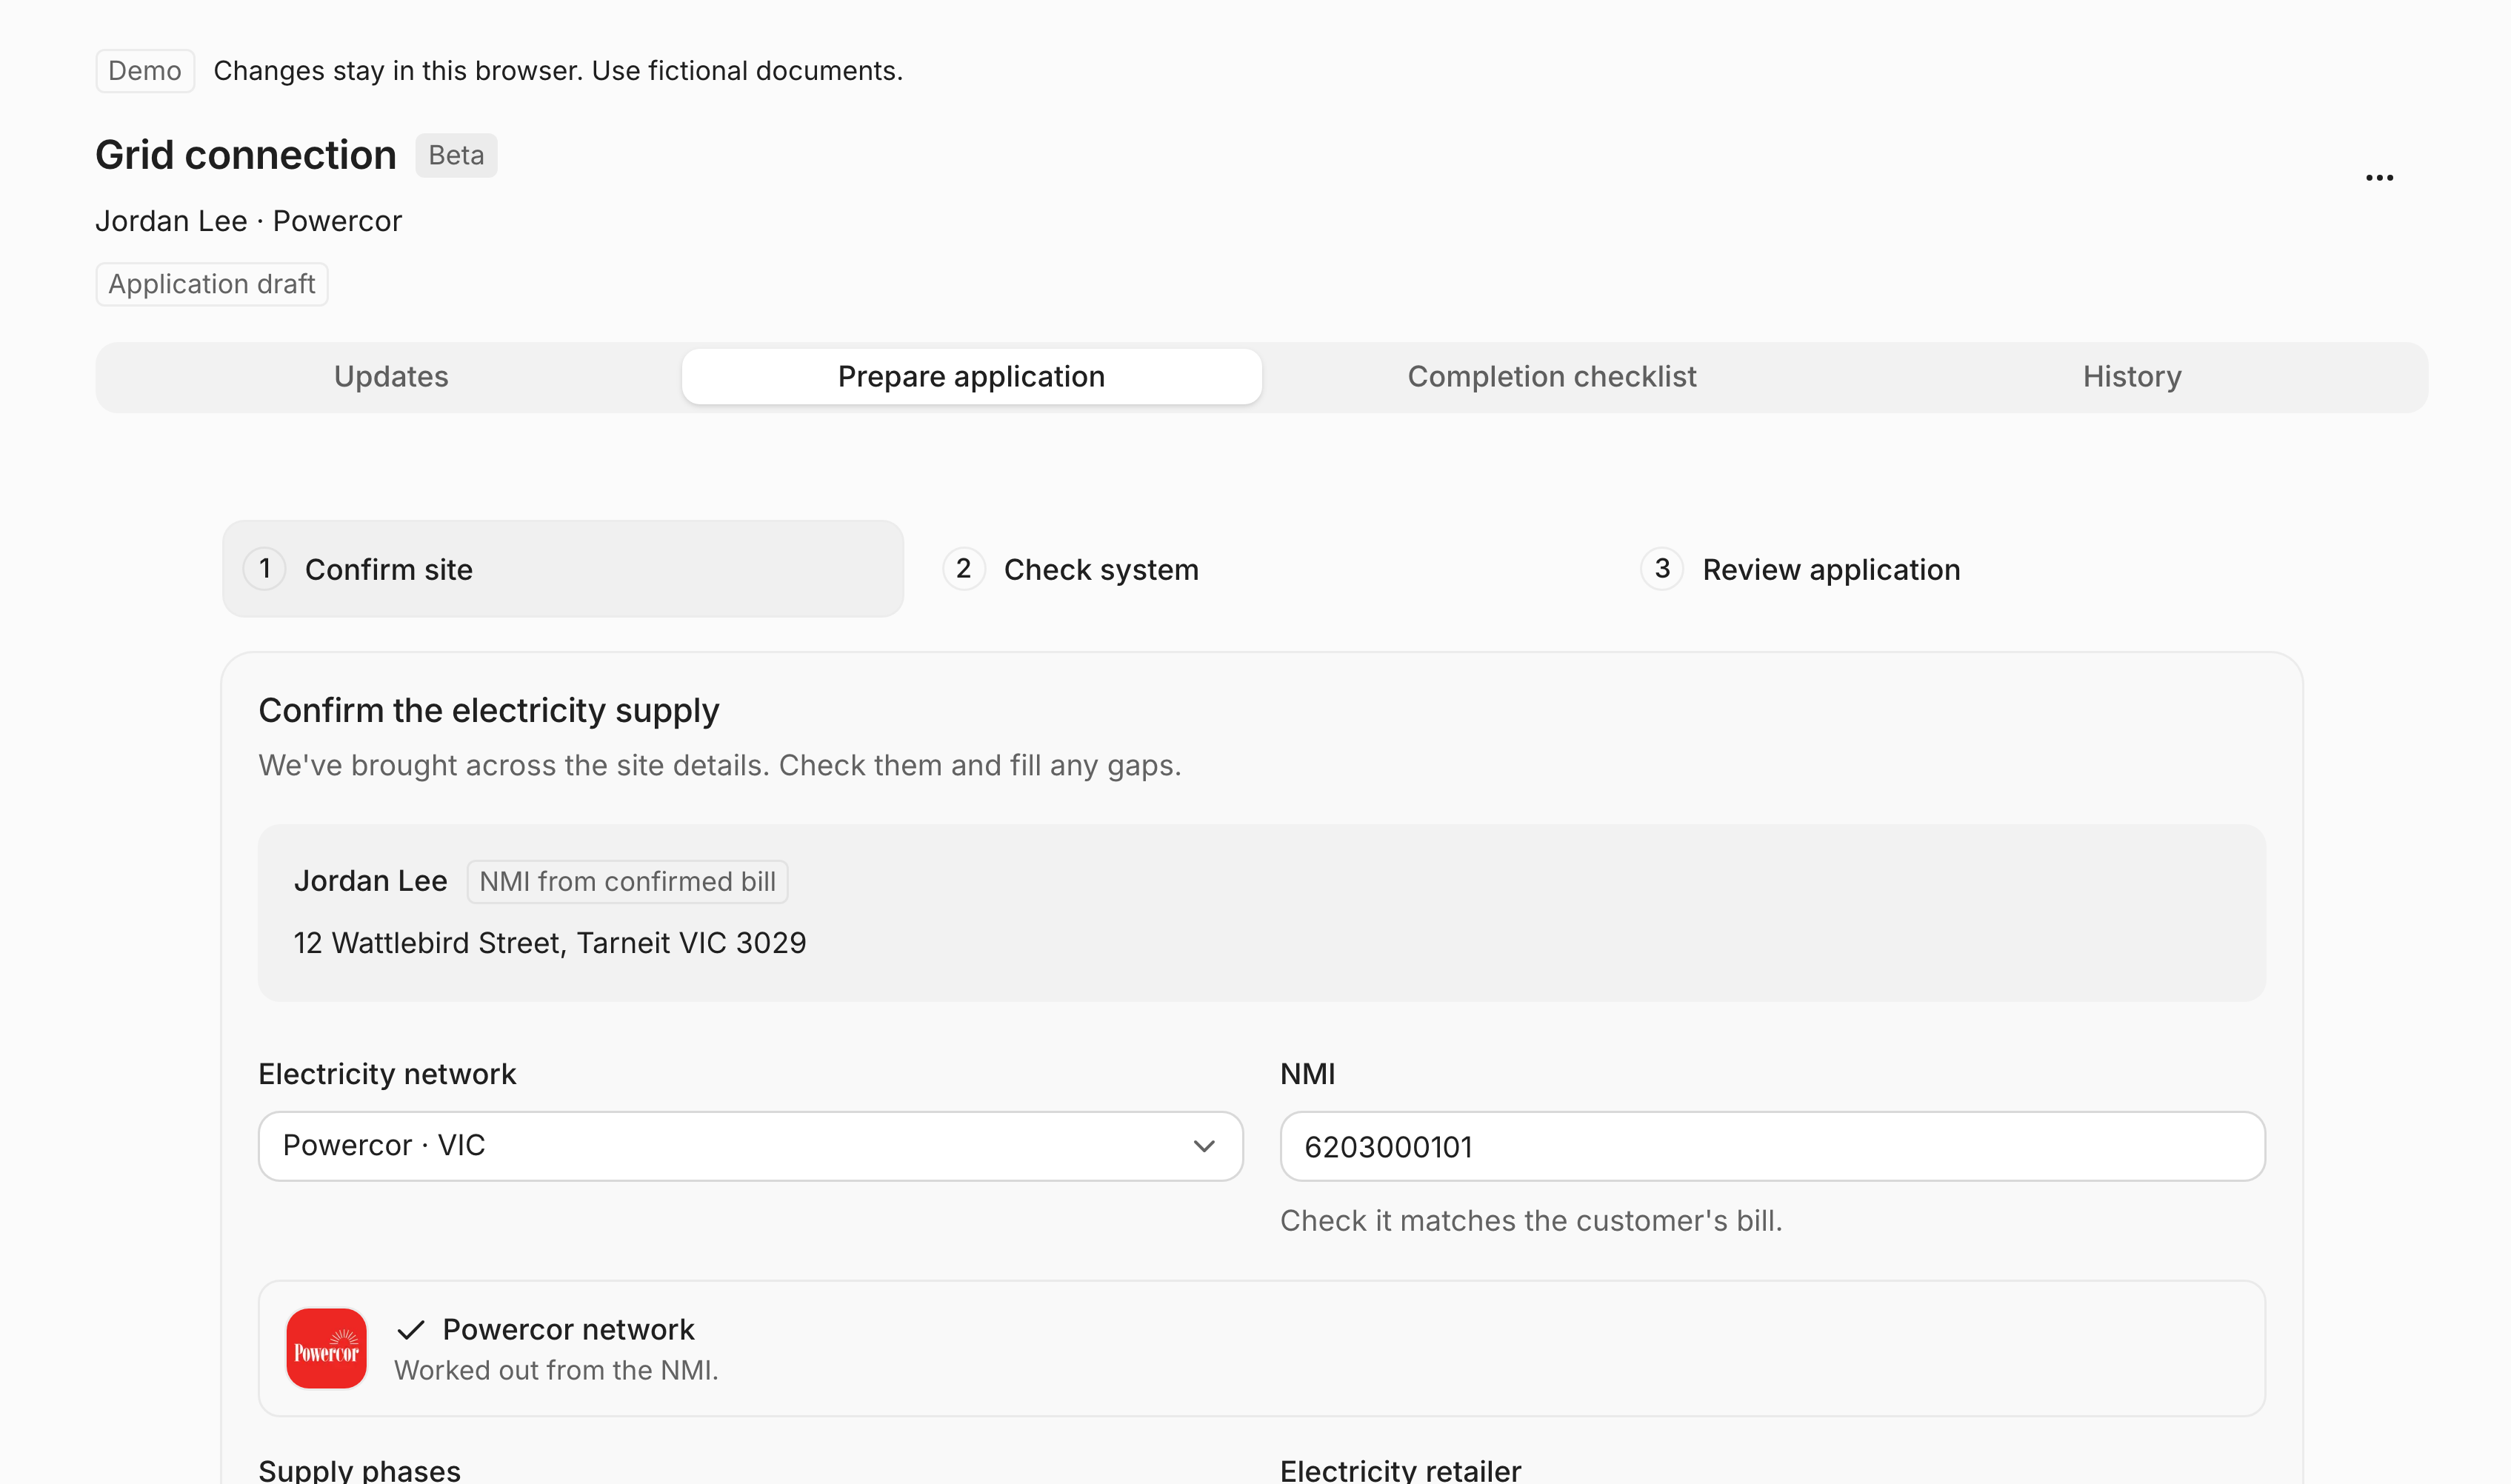 Demo Changes stay in this browser. Use fictional documents.
Grid connection Beta
Jordan Lee · Powercor
Application draft
Updates Prepare application Completion checklist History
1 Confirm site 2 Check system 3 Review application
Confirm the electricity supply
We've brought across the site details. Check them and fill any gaps.
Jordan Lee NMI from confirmed bill
12 Wattlebird Street, Tarneit VIC 3029
Electricity network NMI
Powercor · VIC 6203000101
Check it matches the customer's bill.
Powercor
Powercor network
Worked out from the NMI.
Supply phases Electricity retailer